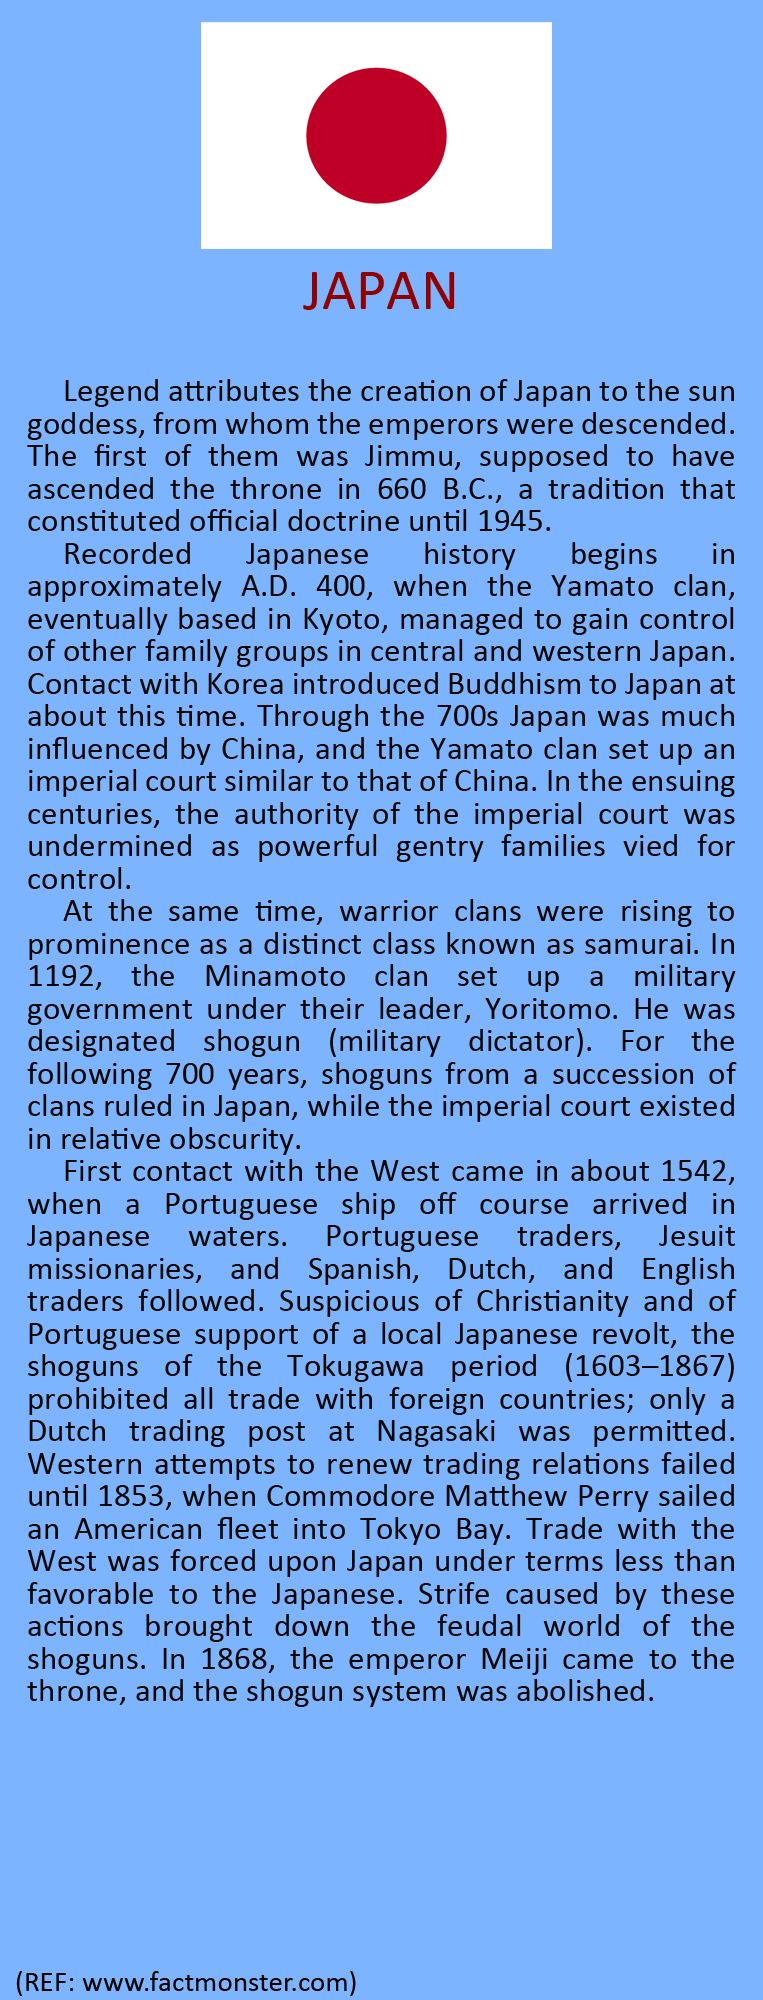 JAPAN
Legend attributes the creation of Japan to the sun
goddess, from whom the emperors were descended.
The first of them was Jimmu, supposed to have
ascended the throne in 660 B.C., a tradition that
constituted official doctrine until 1945.
Recorded Japanese history begins in
approximately A.D. 400, when the Yamato clan,
eventually based in Kyoto, managed to gain control
of other family groups in central and western Japan.
Contact with Korea introduced Buddhism to Japan at
about this time. Through the 700s Japan was much
influenced by China, and the Yamato clan set up an
imperial court similar to that of China. In the ensuing
centuries, the authority of the imperial court was
undermined as powerful gentry families vied for
control.
At the same time, warrior clans were rising to
prominence as a distinct class known as samurai. In
1192, the Minamoto clan set up a military
government under their leader, Yoritomo. He was
designated shogun (military dictator). For the
following 700 years, shoguns from a succession of
clans ruled in Japan, while the imperial court existed
in relative obscurity.
First contact with the West came in about 1542,
when a Portuguese ship off course arrived in
Japanese waters. Portuguese traders, Jesuit
missionaries, and Spanish, Dutch, and English
traders followed. Suspicious of Christianity and of
Portuguese support of a local Japanese revolt, the
shoguns of the Tokugawa period (1603–1867)
prohibited all trade with foreign countries; only a
Dutch trading post at Nagasaki was permitted.
Western attempts to renew trading relations failed
until 1853, when Commodore Matthew Perry sailed
an American fleet into Tokyo Bay. Trade with the
West was forced upon Japan under terms less than
favorable to the Japanese. Strife caused by these
actions brought down the feudal world of the
shoguns. In 1868, the emperor Meiji came to the
throne, and the shogun system was abolished.
(REF: www.factmonster.com)